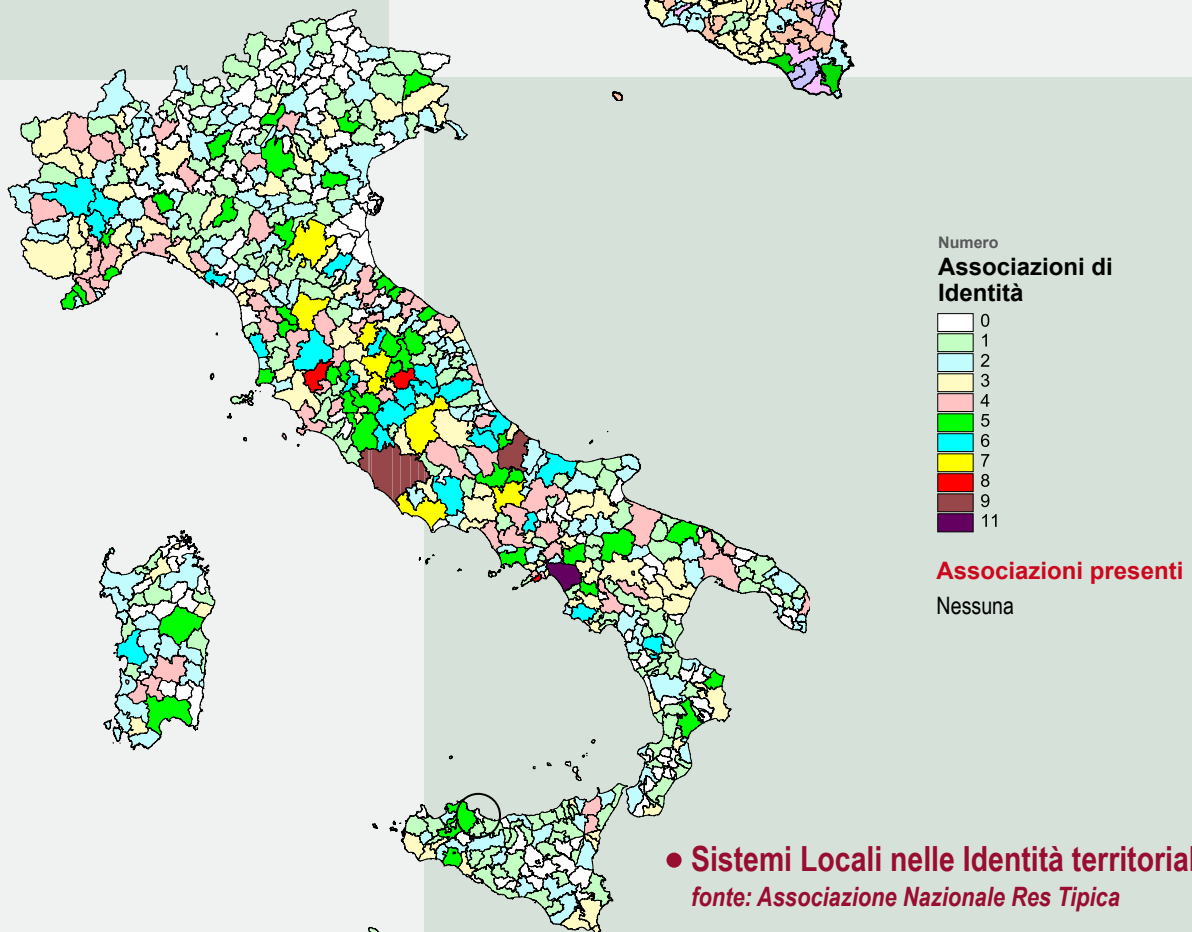 Numero
Associazioni di
Identità
0
1
2
3
4
5
6
7
8
9
11
Associazioni presenti
Nessuna
• Sistemi Locali nelle Identità territorial
fonte: Associazione Nazionale Res Tipica